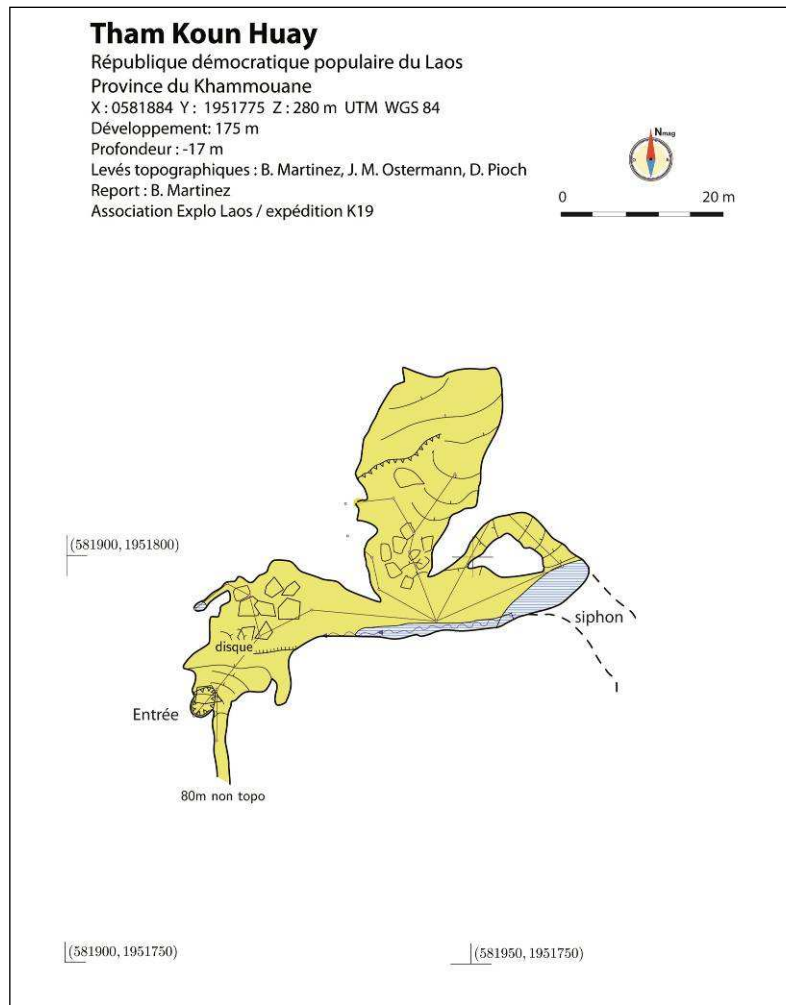 Tham Koun Huay
République démocratique populaire du Laos
Province du Khammouane
X : 0581884 Y : 1951775 Z : 280 m UTM WGS 84
Développement: 175 m
Profondeur : -17 m
Levés topographiques : B. Martinez, J. M. Ostermann, D. Pioch
Report : B. Martinez
Association Explo Laos / expédition K19
Nmag
0 20 m
(581900, 1951800)
siphon
disque
Entrée
80m non topo
(581900, 1951750)
(581950, 1951750)